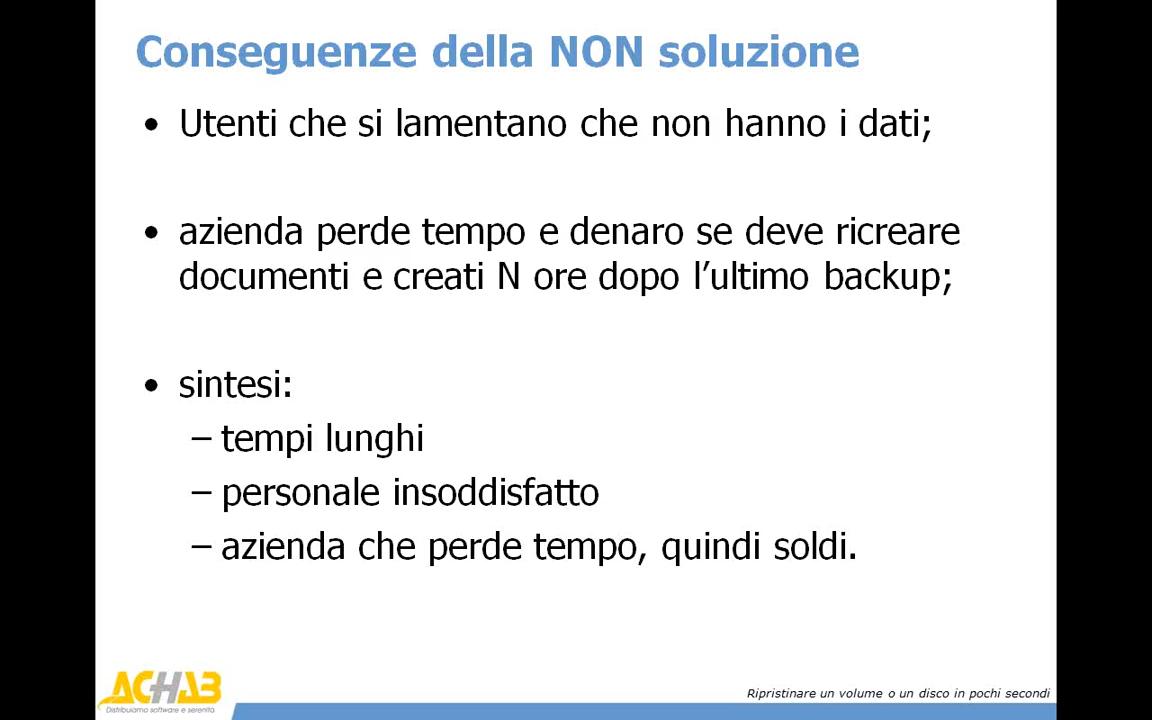 Conseguenze della NON soluzione
• Utenti che si lamentano che non hanno i dati;
• azienda perde tempo e denaro se deve ricreare
documenti e creati N ore dopo l’ultimo backup;
• sintesi:
– tempi lunghi
– personale insoddisfatto
– azienda che perde tempo, quindi soldi.
ACHAB
Distribuiamo software e serenità
Ripristinare un volume o un disco in pochi secondi